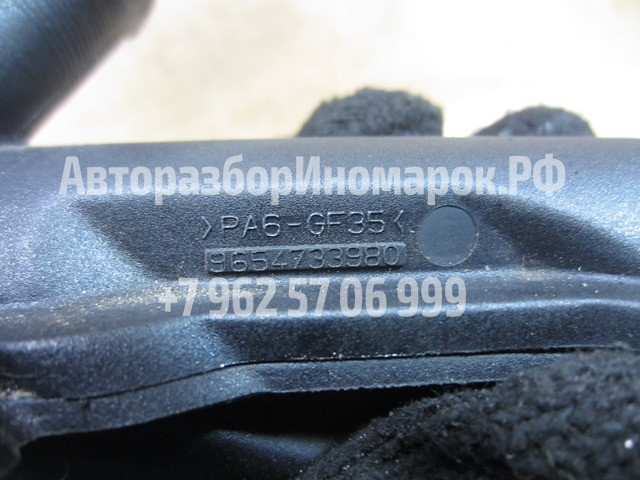 АвторазборИномарок.РФ
>PA6-GF35<
9654733980
+7 962 57 06 999